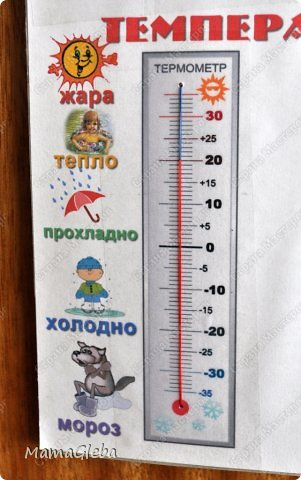 ТЕМПЕРА
жара
тепло
прохладно
холодно
мороз
ТЕРМОМЕТР
30
+25
20
+15
10
+5
0
-5
-10
-15
-20
-25
-30
-35
MamaGleba